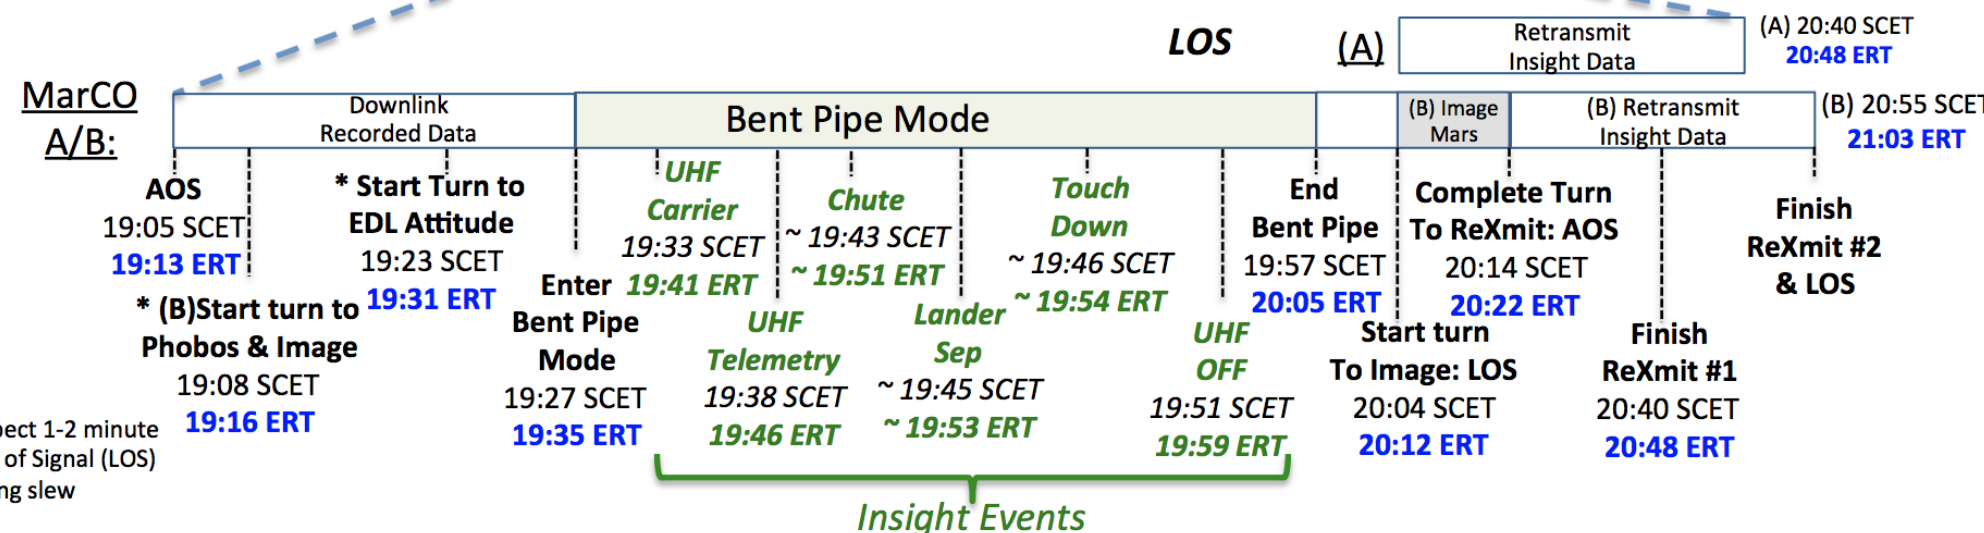 LOS
(A)
Retransmit
Insight Data
(A) 20:40 SCET
20:48 ERT
MarCO
A/B:
Downlink
Recorded Data
Bent Pipe Mode
(B) Image
Mars
(B) Retransmit
Insight Data
(B) 20:55 SCET
21:03 ERT
AOS
19:05 SCET
19:13 ERT
* (B)Start turn to
Phobos & Image
19:08 SCET
19:16 ERT
* Start Turn to
EDL Attitude
19:23 SCET
19:31 ERT
Enter
Bent Pipe
Mode
19:27 SCET
19:35 ERT
UHF
Carrier
19:33 SCET
19:41 ERT
UHF
Telemetry
19:38 SCET
19:46 ERT
Chute
~ 19:43 SCET
~ 19:51 ERT
Lander
Sep
~ 19:45 SCET
~ 19:53 ERT
Touch
Down
~ 19:46 SCET
~ 19:54 ERT
UHF
OFF
19:51 SCET
19:59 ERT
End
Bent Pipe
19:57 SCET
20:05 ERT
Start turn
To Image: LOS
20:04 SCET
20:12 ERT
Complete Turn
To ReXmit: AOS
20:14 SCET
20:22 ERT
Finish
ReXmit #1
20:40 SCET
20:48 ERT
Finish
ReXmit #2
& LOS
1-2 minute
of Signal (LOS)
slew
Insight Events